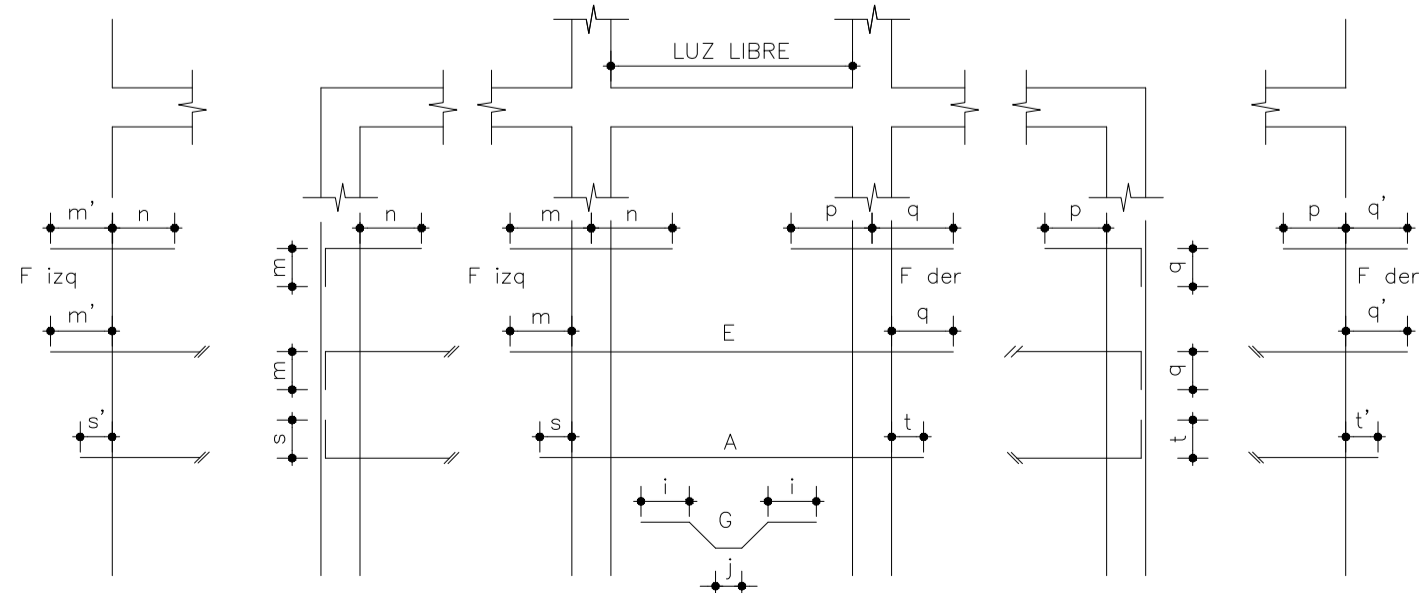 LUZ LIBRE
m' n n m n p q p p q'
m q
F izq F izq F der F der
m' m q q'
E
m q
s' s t t'
s A t
i i
G
j